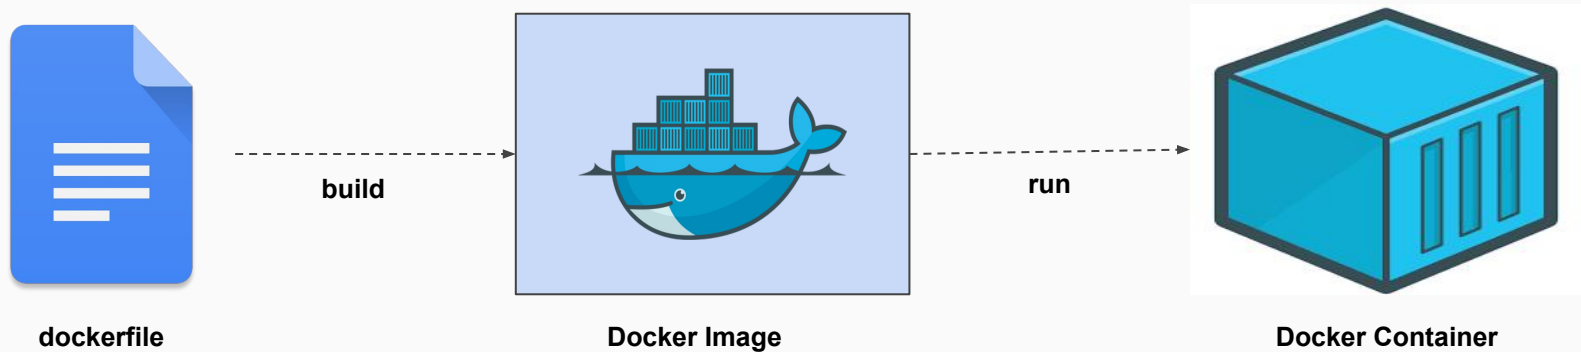 build
run
dockerfile
Docker Image
Docker Container